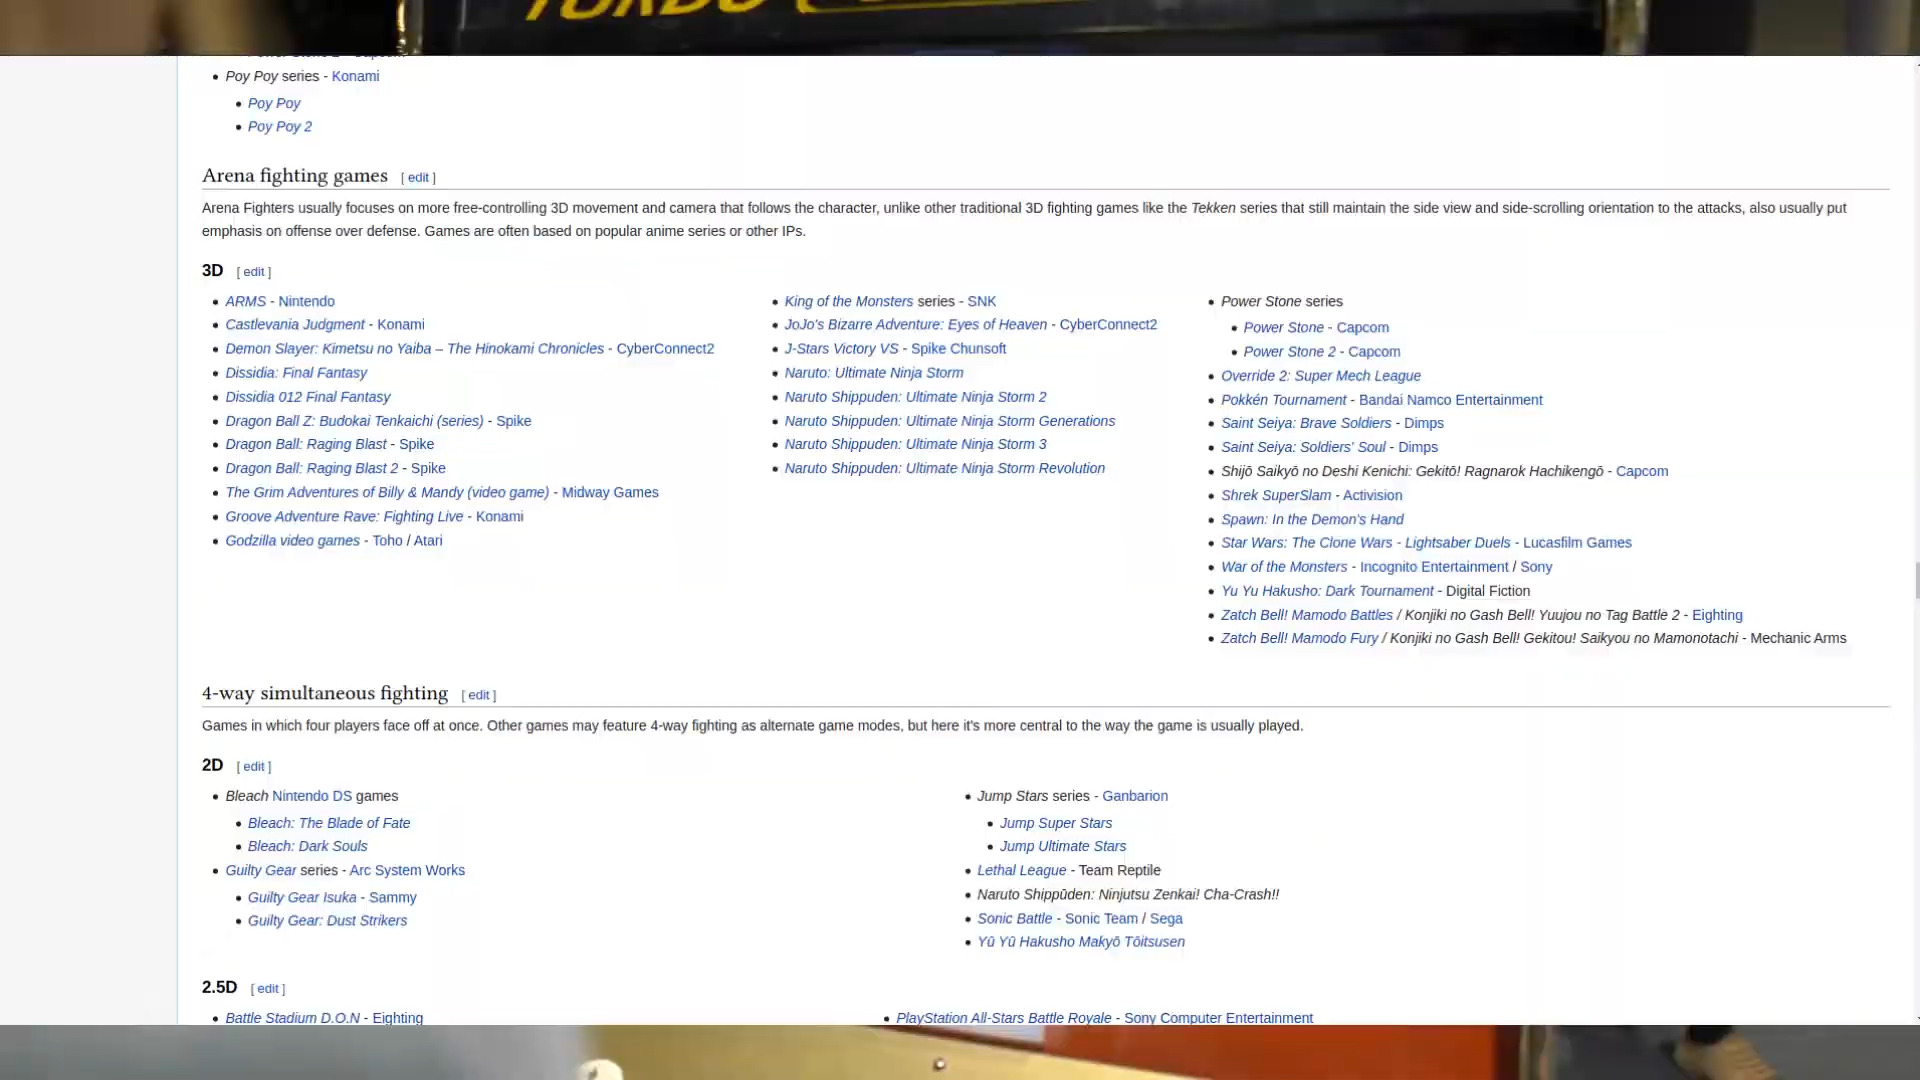 TURBO
Poy Poy series - Konami
Poy Poy
Poy Poy 2
Arena fighting games [ edit ]
Arena Fighters usually focuses on more free-controlling 3D movement and camera that follows the character, unlike other traditional 3D fighting games like the Tekken series that still maintain the side view and side-scrolling orientation to the attacks, also usually put
emphasis on offense over defense. Games are often based on popular anime series or other IPs.
3D [ edit ]
ARMS - Nintendo
Castlevania Judgment - Konami
Demon Slayer: Kimetsu no Yaiba – The Hinokami Chronicles - CyberConnect2
Dissidia: Final Fantasy
Dissidia 012 Final Fantasy
Dragon Ball Z: Budokai Tenkaichi (series) - Spike
Dragon Ball: Raging Blast - Spike
Dragon Ball: Raging Blast 2 - Spike
The Grim Adventures of Billy & Mandy (video game) - Midway Games
Groove Adventure Rave: Fighting Live - Konami
Godzilla video games - Toho / Atari
King of the Monsters series - SNK
JoJo's Bizarre Adventure: Eyes of Heaven - CyberConnect2
J-Stars Victory VS - Spike Chunsoft
Naruto: Ultimate Ninja Storm
Naruto Shippuden: Ultimate Ninja Storm 2
Naruto Shippuden: Ultimate Ninja Storm Generations
Naruto Shippuden: Ultimate Ninja Storm 3
Naruto Shippuden: Ultimate Ninja Storm Revolution
Power Stone series
Power Stone - Capcom
Power Stone 2 - Capcom
Override 2: Super Mech League
Pokkén Tournament - Bandai Namco Entertainment
Saint Seiya: Brave Soldiers - Dimps
Saint Seiya: Soldiers' Soul - Dimps
Shijō Saikyō no Deshi Kenichi: Gekitō! Ragnarok Hachikengō - Capcom
Shrek SuperSlam - Activision
Spawn: In the Demon's Hand
Star Wars: The Clone Wars - Lightsaber Duels - Lucasfilm Games
War of the Monsters - Incognito Entertainment / Sony
Yu Yu Hakusho: Dark Tournament - Digital Fiction
Zatch Bell! Mamodo Battles / Konjiki no Gash Bell! Yuujou no Tag Battle 2 - Eighting
Zatch Bell! Mamodo Fury / Konjiki no Gash Bell! Gekitou! Saikyou no Mamonotachi - Mechanic Arms
4-way simultaneous fighting [ edit ]
Games in which four players face off at once. Other games may feature 4-way fighting as alternate game modes, but here it's more central to the way the game is usually played.
2D [ edit ]
Bleach Nintendo DS games
Bleach: The Blade of Fate
Bleach: Dark Souls
Guilty Gear series - Arc System Works
Guilty Gear Isuka - Sammy
Guilty Gear: Dust Strikers
Jump Stars series - Ganbarion
Jump Super Stars
Jump Ultimate Stars
Lethal League - Team Reptile
Naruto Shippūden: Ninjutsu Zenkai! Cha-Crash!!
Sonic Battle - Sonic Team / Sega
Yū Yū Hakusho Makyō Tōitsusen
2.5D [ edit ]
Battle Stadium D.O.N - Eighting
PlayStation All-Stars Battle Royale - Sony Computer Entertainment